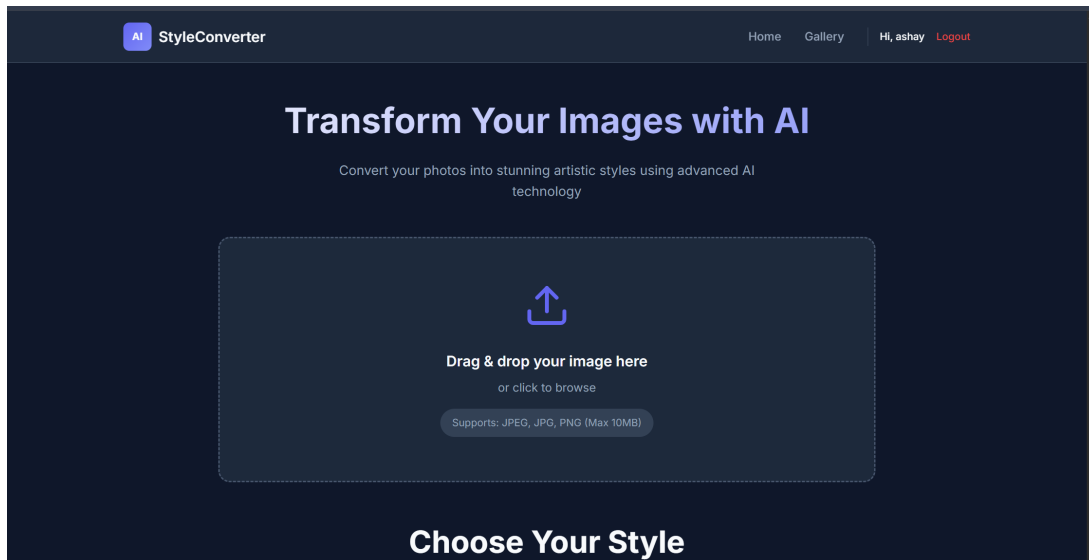 AI StyleConverter Home Gallery Hi, ashay Logout
Transform Your Images with AI
Convert your photos into stunning artistic styles using advanced AI
technology
Drag & drop your image here
or click to browse
Supports: JPEG, JPG, PNG (Max 10MB)
Choose Your Style